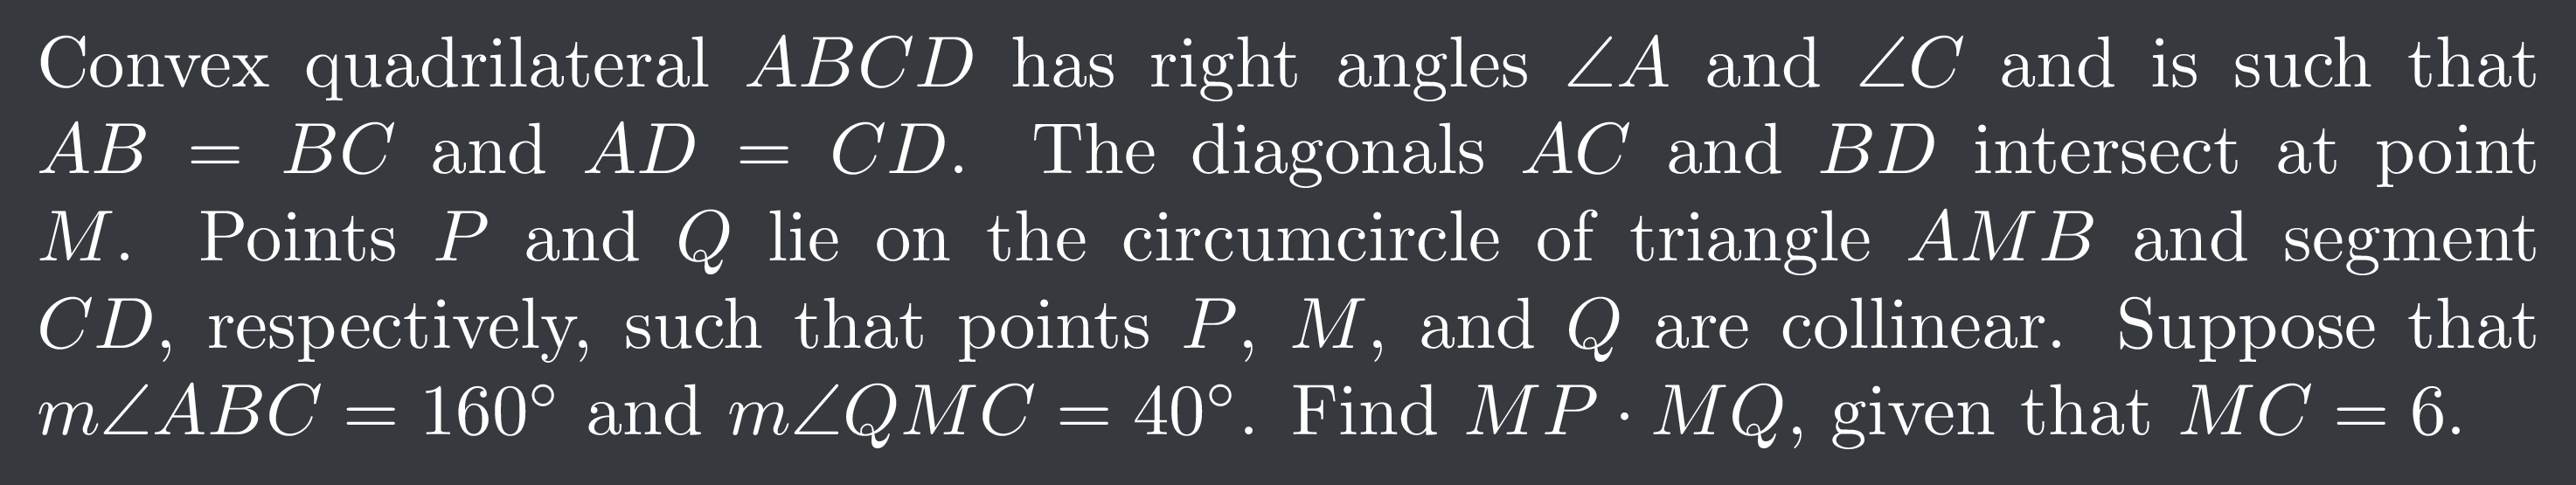 Convex quadrilateral $ABCD$ has right angles $\angle A$ and $\angle C$ and is such that
$AB = BC$ and $AD = CD$. The diagonals $AC$ and $BD$ intersect at point
$M$. Points $P$ and $Q$ lie on the circumcircle of triangle $AMB$ and segment
$CD$, respectively, such that points $P$, $M$, and $Q$ are collinear. Suppose that
$m\angle ABC = 160^\circ$ and $m\angle QMC = 40^\circ$. Find $MP \cdot MQ$, given that $MC = 6$.